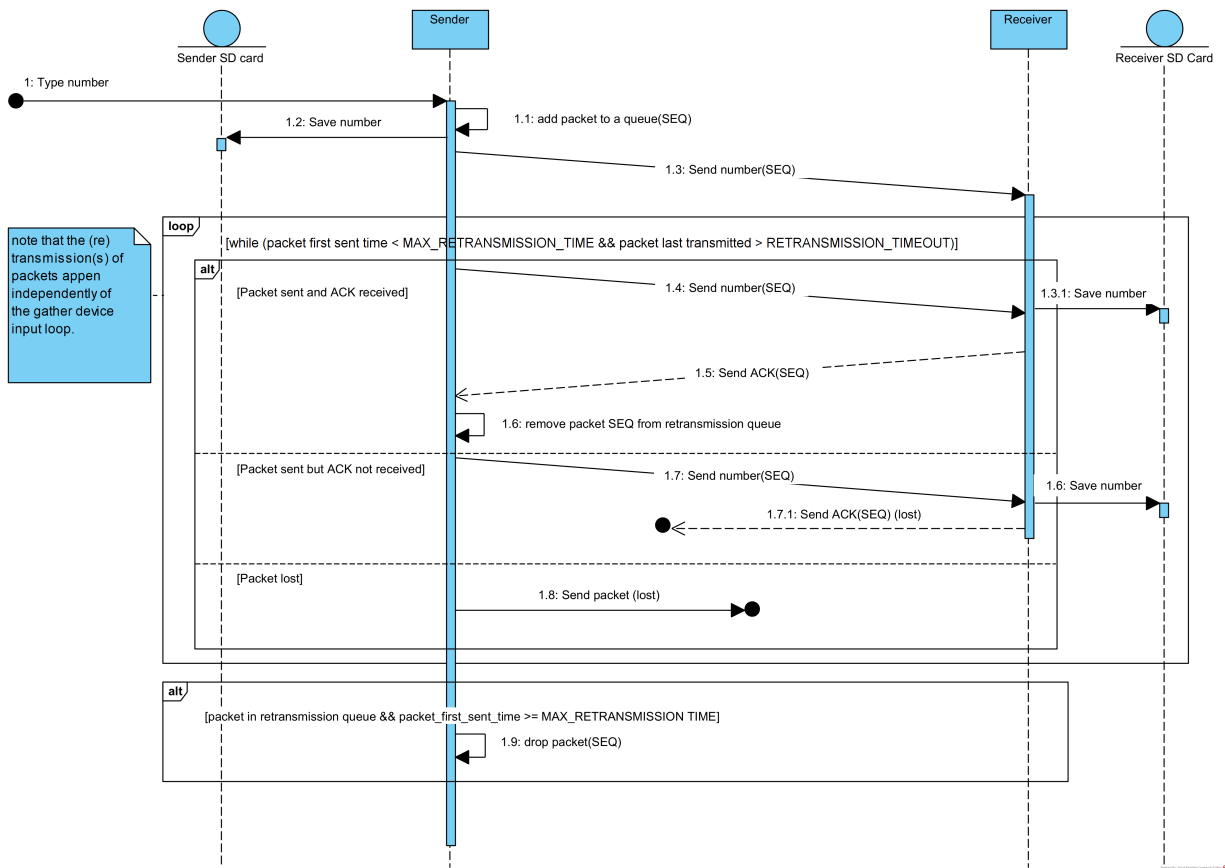 Sender
Receiver
Sender SD card
Receiver SD Card
1: Type number
1.1: add packet to a queue(SEQ)
1.2: Save number
1.3: Send number(SEQ)
loop
[while (packet first sent time < MAX_RETRANSMISSION_TIME && packet last transmitted > RETRANSMISSION_TIMEOUT)]
note that the (re)
transmission(s) of
packets appen
independently of
the gather device
input loop.
alt
[Packet sent and ACK received]
1.4: Send number(SEQ)
1.3.1: Save number
1.5: Send ACK(SEQ)
1.6: remove packet SEQ from retransmission queue
[Packet sent but ACK not received]
1.7: Send number(SEQ)
1.6: Save number
1.7.1: Send ACK(SEQ) (lost)
[Packet lost]
1.8: Send packet (lost)
alt
[packet in retransmission queue && packet_first_sent_time >= MAX_RETRANSMISSION TIME]
1.9: drop packet(SEQ)